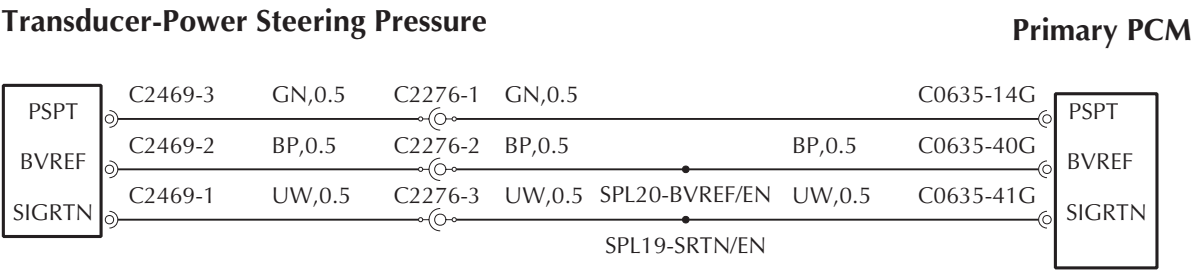 Transducer-Power Steering Pressure
Primary PCM
C2469-3 GN,0.5 C2276-1 GN,0.5 C0635-14G
PSPT PSPT
C2469-2 BP,0.5 C2276-2 BP,0.5 BP,0.5 C0635-40G
BVREF BVREF
C2469-1 UW,0.5 C2276-3 UW,0.5 SPL20-BVREF/EN UW,0.5 C0635-41G
SIGRTN SIGRTN
SPL19-SRTN/EN